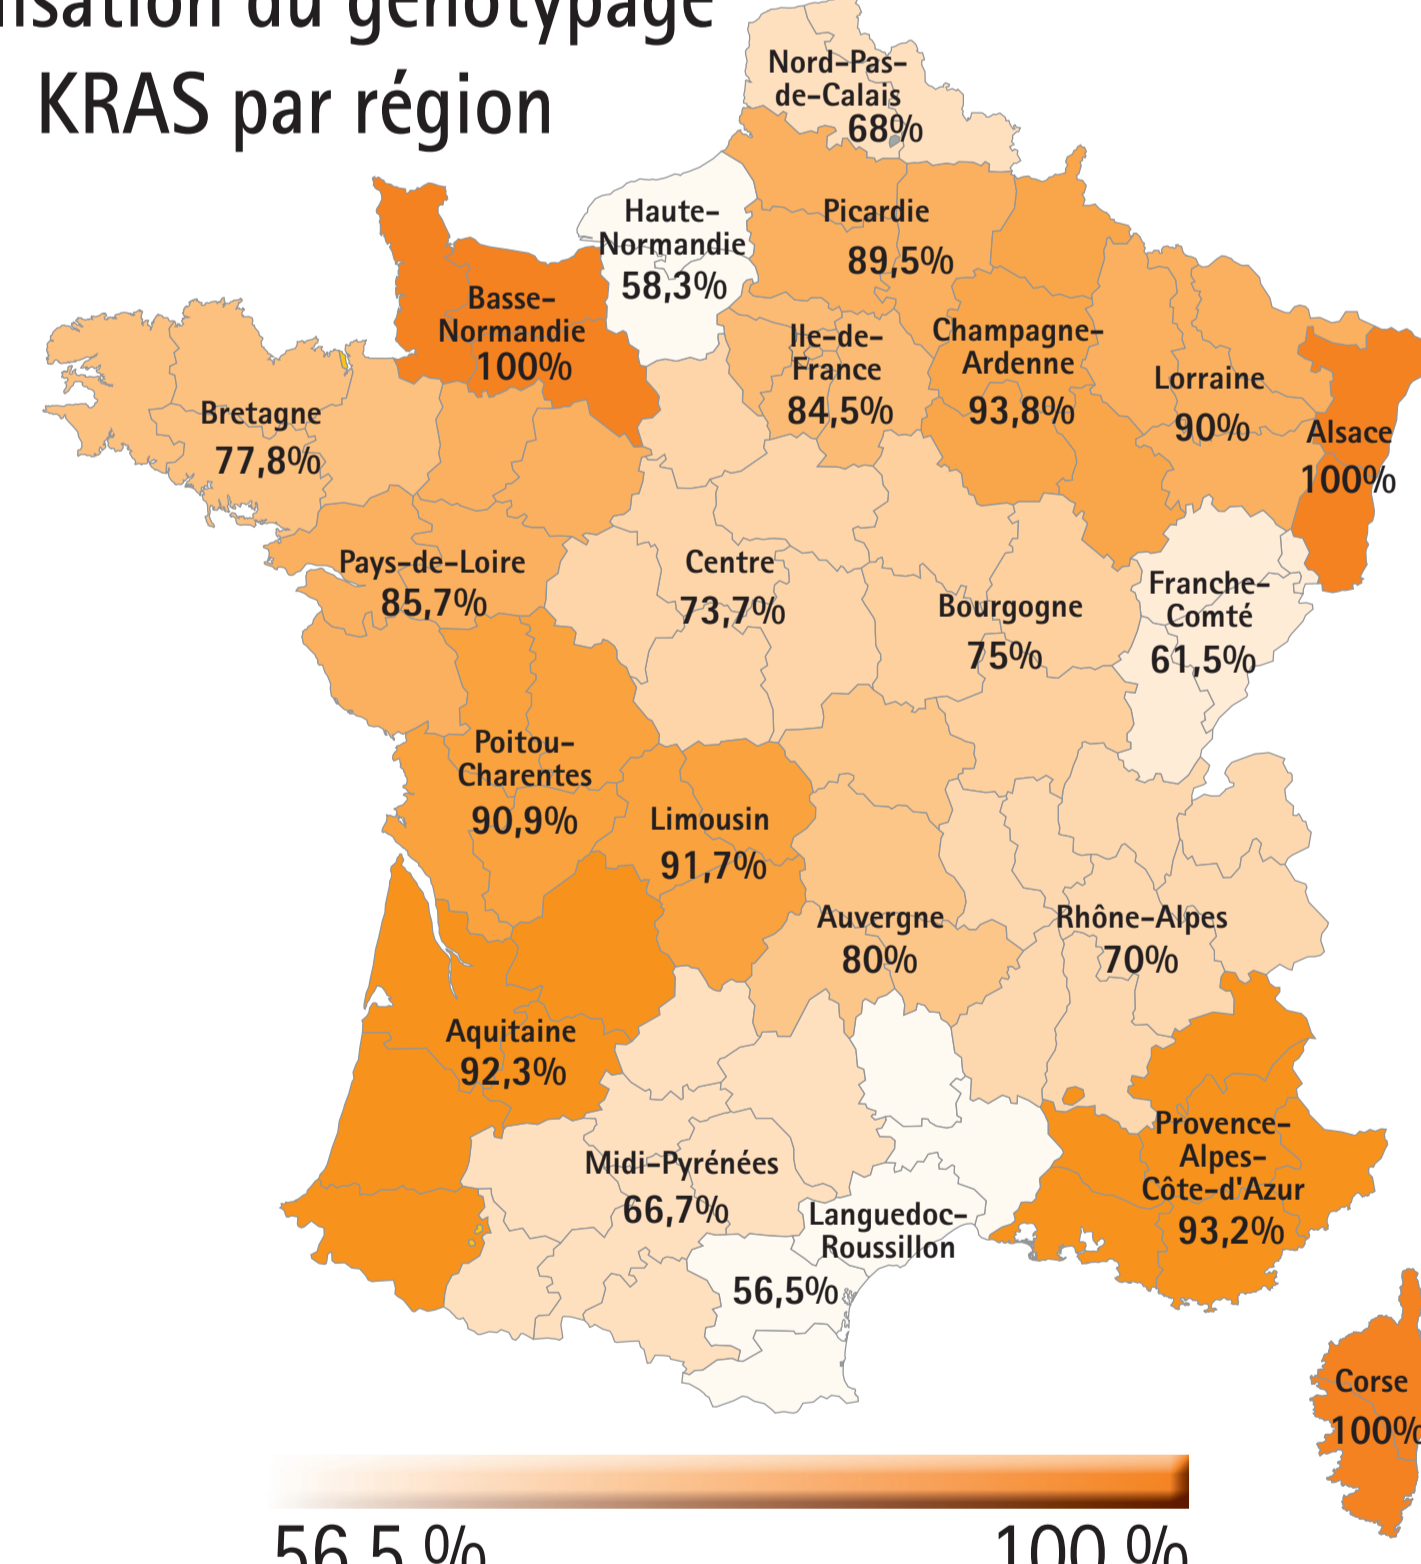 du génotypage
KRAS par région
Nord-Pas-
de-Calais
68%
Haute-
Normandie
58,3%
Picardie
89,5%
Basse-
Normandie
100%
Ile-de-
France
84,5%
Champagne-
Ardenne
93,8%
Lorraine
90%
Alsace
100%
Bretagne
77,8%
Pays-de-Loire
85,7%
Centre
73,7%
Bourgogne
75%
Franche-
Comté
61,5%
Poitou-
Charentes
90,9%
Limousin
91,7%
Auvergne
80%
Rhône-Alpes
70%
Aquitaine
92,3%
Midi-Pyrénées
66,7%
Languedoc-
Roussillon
56,5%
Provence-
Alpes-
Côte-d'Azur
93,2%
Corse
100%
56,5 %
100 %